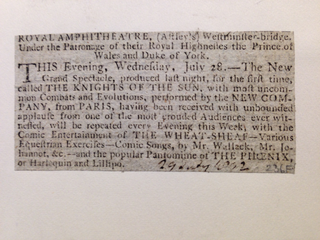 ROYAL AMPHITHEATRE, (Astley's) Westminster-bridge.
Under the Patronage of their Royal Highnesses the Prince of
Wales and Duke of York.
THIS Evening, Wednesday, July 28.—The New
Grand Spectacle, produced last night, for the first time,
called THE KNIGHTS OF THE SUN, with most uncom-
mon Combats and Evolutions, performed by the NEW COM-
PANY, from PARIS, having been received with unbounded
applause from one of the most crouded Audiences ever wit-
nessed, will be repeated every Evening this Week; with the
Comic Entertainment of THE WHEAT-SHEAF—Various
Equestrian Exercises—Comic Songs, by Mr. Wallack, Mr. Jo-
hannot, &c.—and the popular Pantomime of THE PHŒNIX,
or Harlequin and Lillipo.